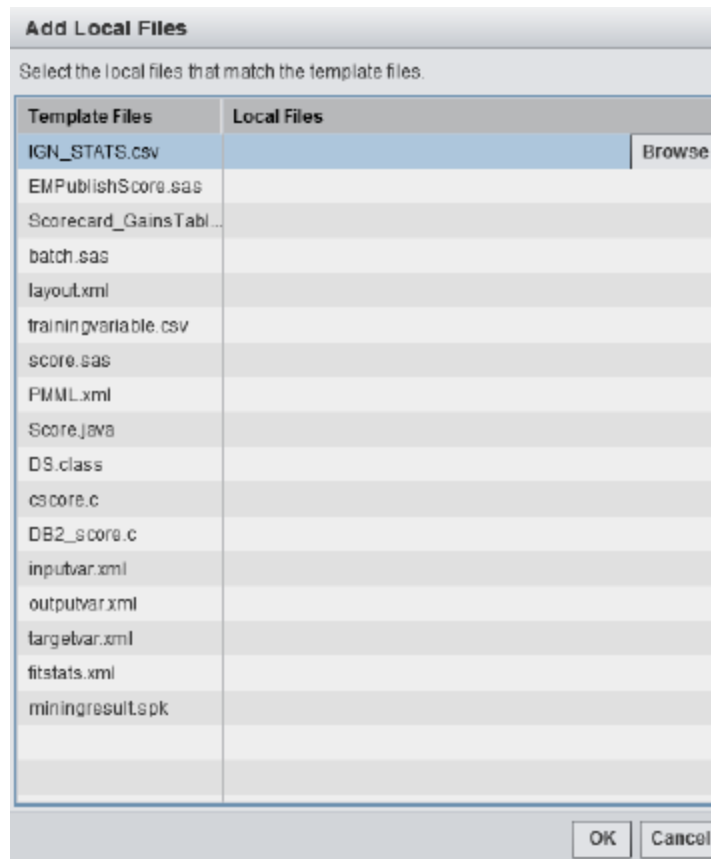 Add Local Files
Select the local files that match the template files.
Template Files Local Files
IGN_STATS.csv Browse
EMPublishScore.sas
Scorecard_GainsTabl...
batch.sas
layout.xml
trainingvariable.csv
score.sas
PMML.xml
Score.java
DS.class
cscore.c
DB2_score.c
inputvar.xml
outputvar.xml
targetvar.xml
fitstats.xml
miningresult.spk
OK Cancel